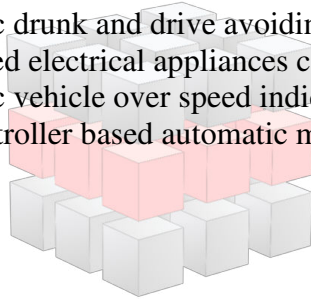 c drunk and drive avoidin
ed electrical appliances c
c vehicle over speed indi
troller based automatic m